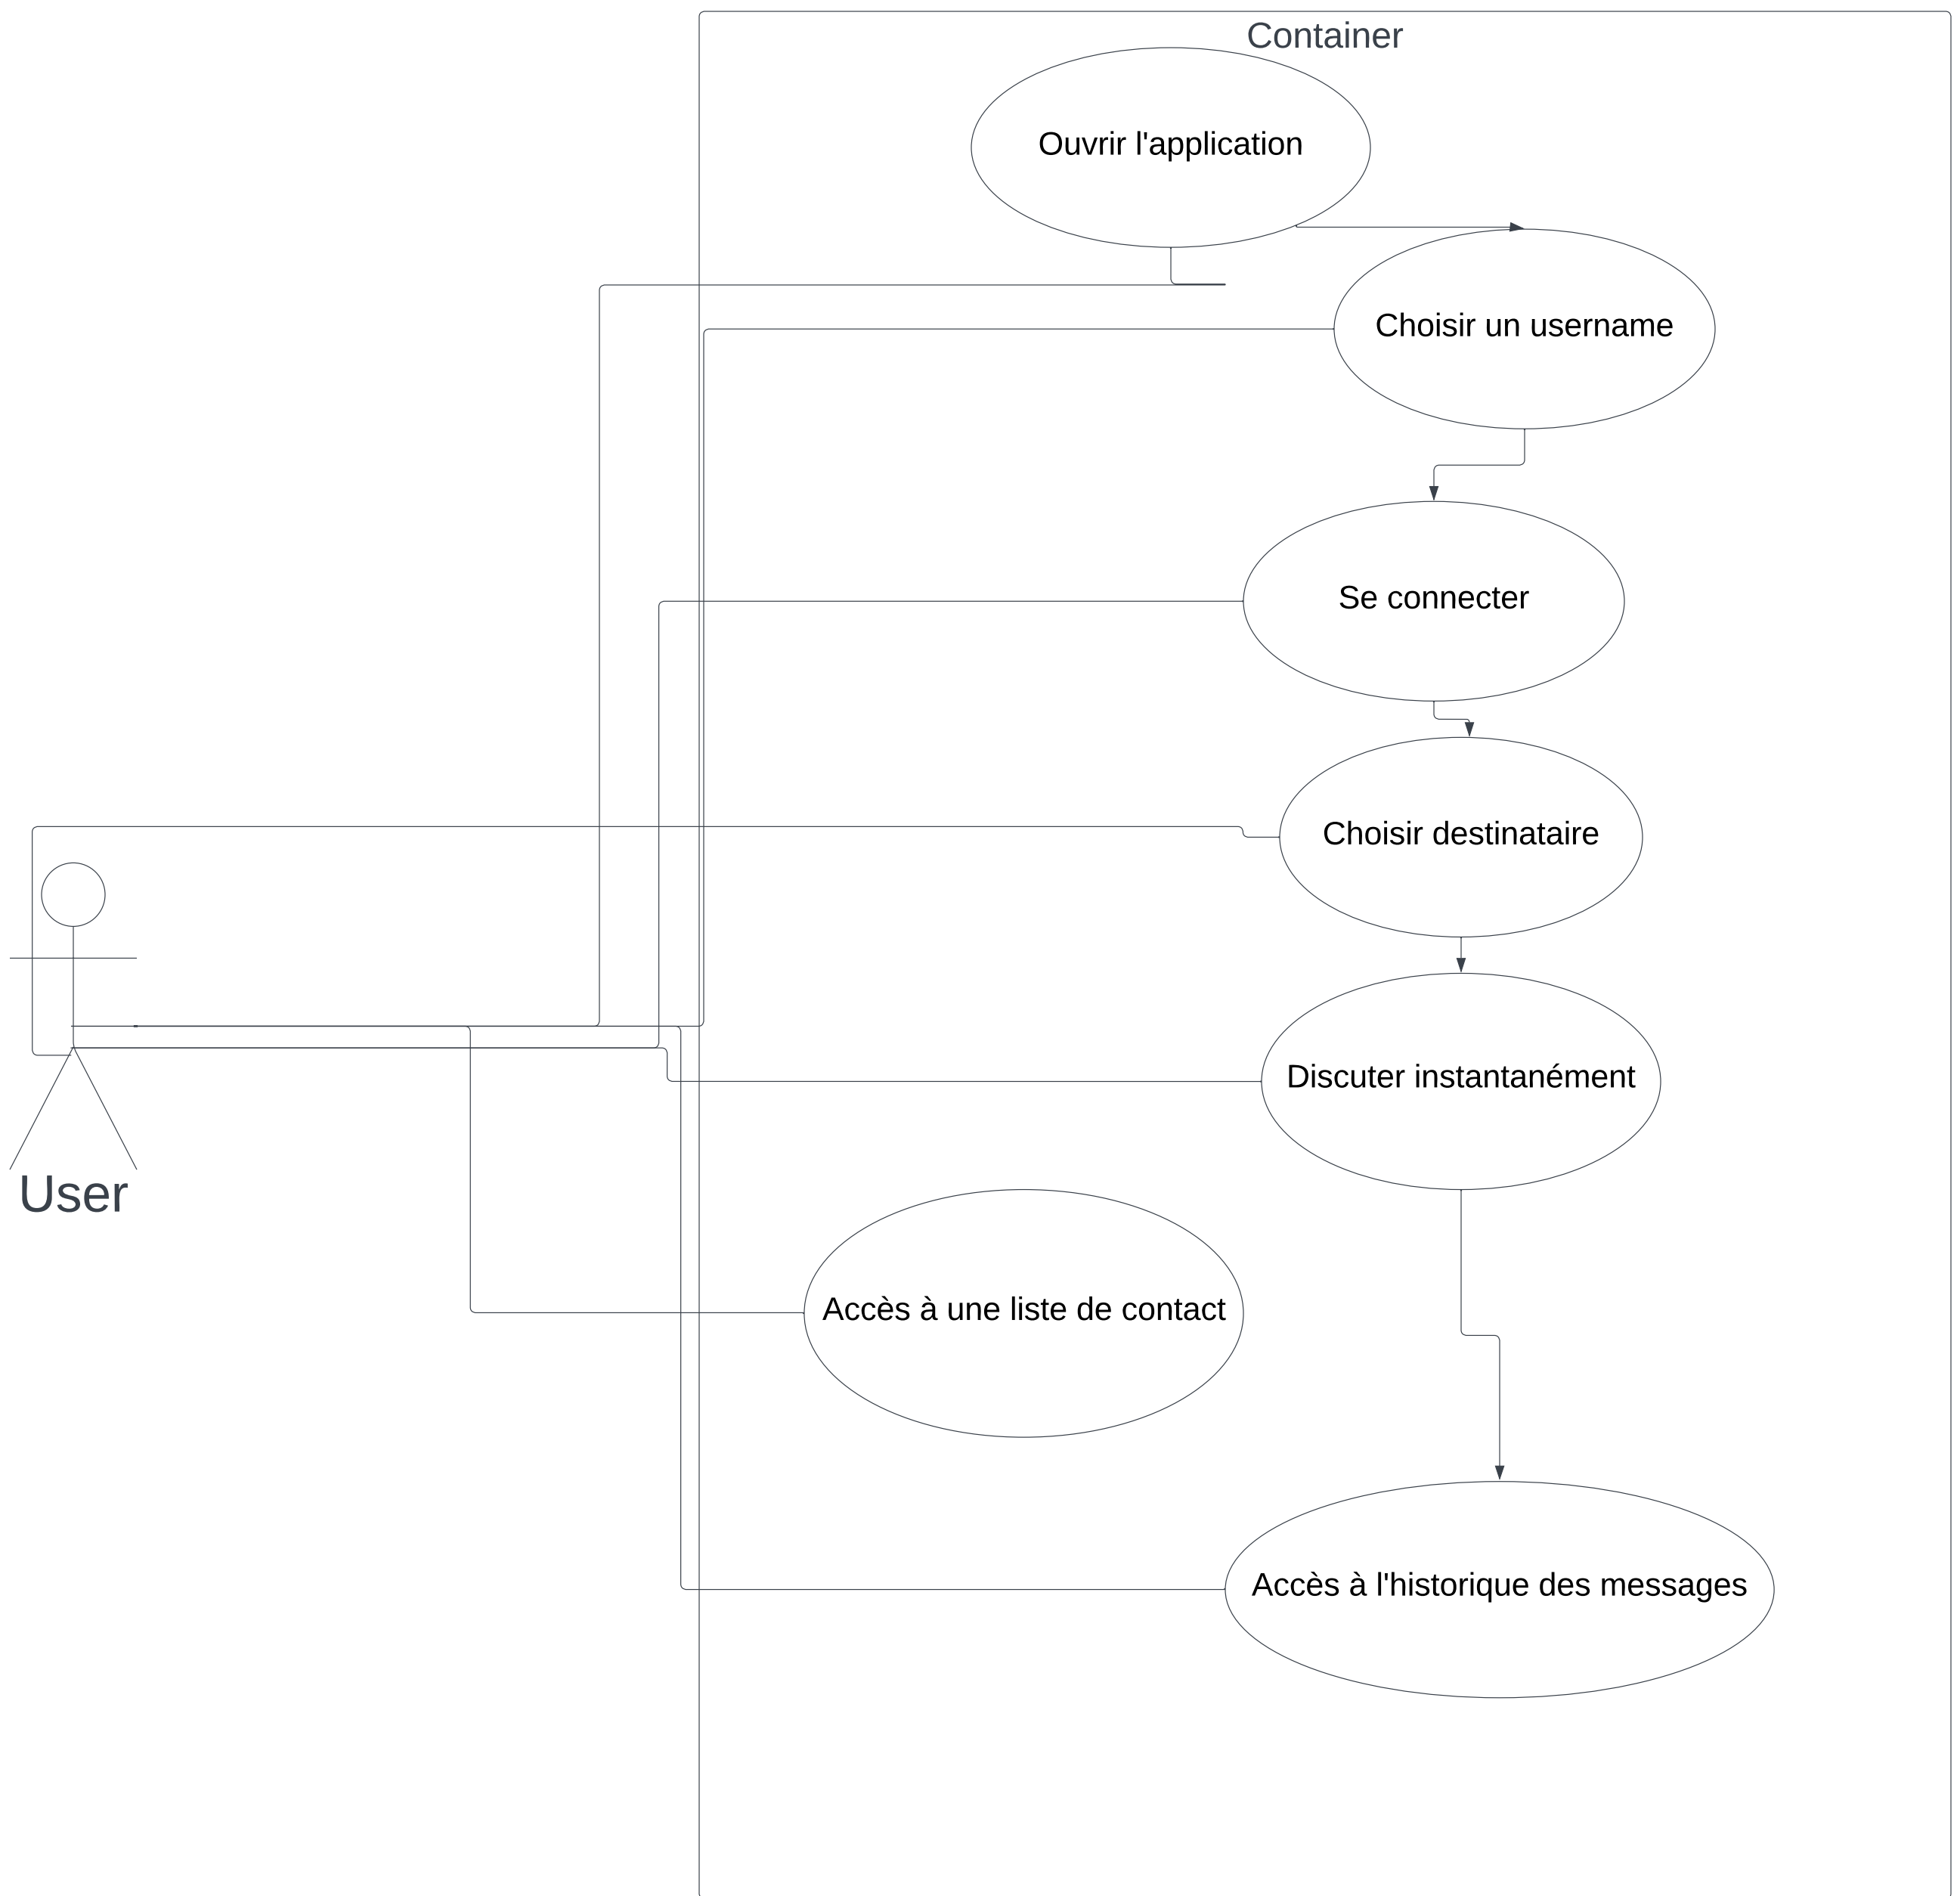 Container
Ouvrir l'application
Choisir un username
Se connecter
Choisir destinataire
Discuter instantanément
User
Accès à une liste de contact
Accès à l'historique des messages